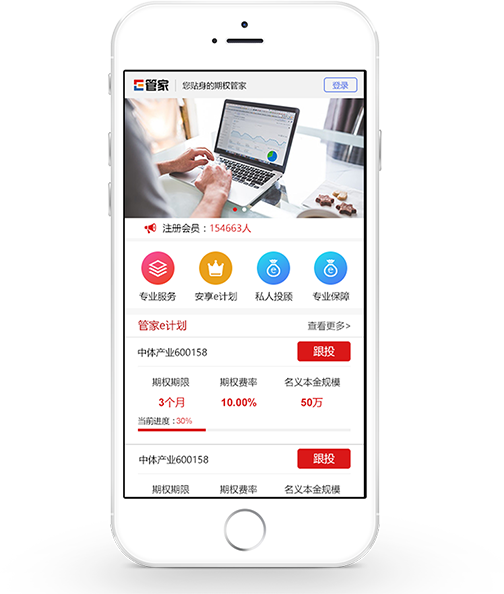 E管家 您贴身的期权管家 登录
注册会员：154663人
专业服务 安享e计划 私人投顾 专业保障
管家e计划 查看更多>
中体产业600158 跟投
期权期限 期权费率 名义本金规模
3个月 10.00% 50万
当前进度：30%
中体产业600158 跟投
期权期限 期权费率 名义本金规模